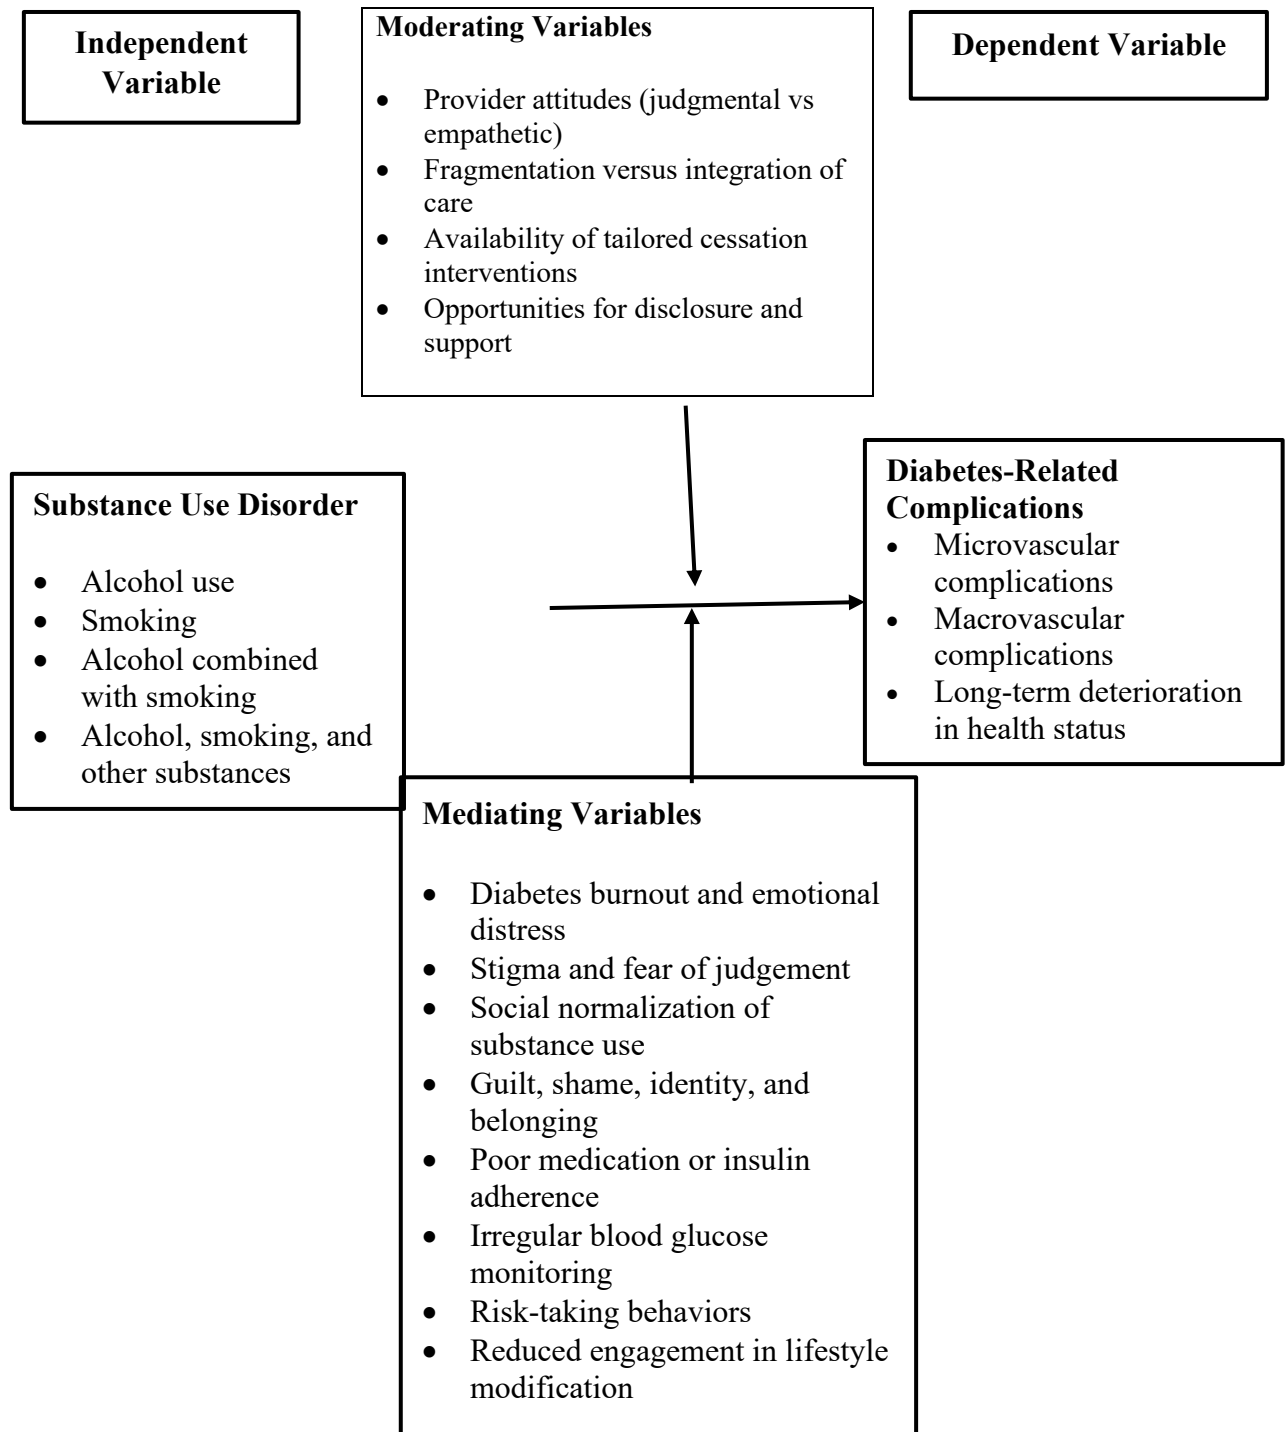 Independent
Variable
Moderating Variables
• Provider attitudes (judgmental vs
empathetic)
• Fragmentation versus integration of
care
• Availability of tailored cessation
interventions
• Opportunities for disclosure and
support
Dependent Variable
Substance Use Disorder
• Alcohol use
• Smoking
• Alcohol combined
with smoking
• Alcohol, smoking, and
other substances
Diabetes-Related
Complications
• Microvascular
complications
• Macrovascular
complications
• Long-term deterioration
in health status
Mediating Variables
• Diabetes burnout and emotional
distress
• Stigma and fear of judgement
• Social normalization of
substance use
• Guilt, shame, identity, and
belonging
• Poor medication or insulin
adherence
• Irregular blood glucose
monitoring
• Risk-taking behaviors
• Reduced engagement in lifestyle
modification